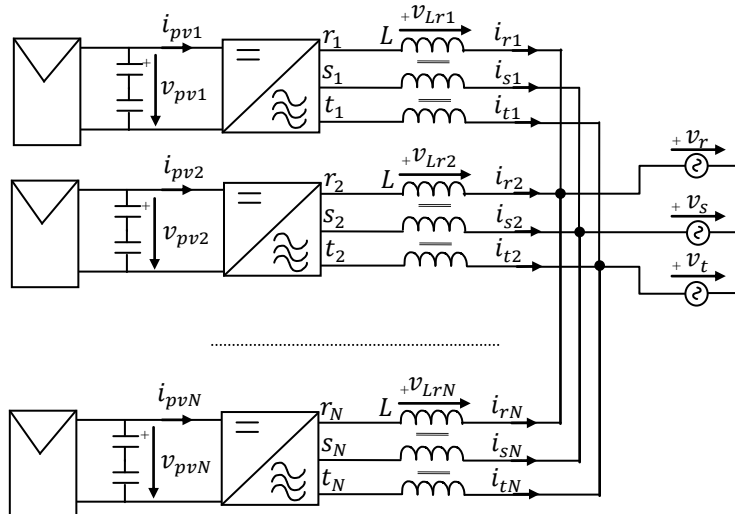 i_pv1 r_1 L + v_Lr1 i_r1
+ v_pv1 s_1 i_s1
t_1 i_t1
+ v_r
i_pv2 r_2 L + v_Lr2 i_r2
+ v_pv2 s_2 i_s2 + v_s
t_2 i_t2 + v_t
i_pvN r_N L + v_LrN i_rN
+ v_pvN s_N i_sN
t_N i_tN